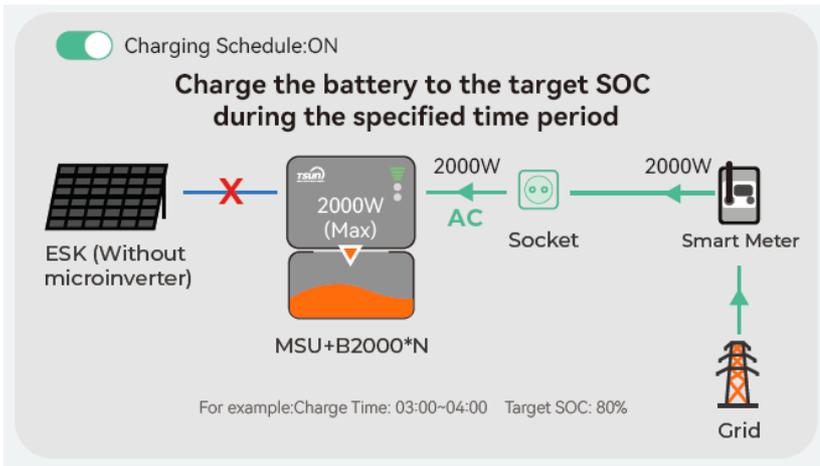 Charging Schedule:ON
Charge the battery to the target SOC
during the specified time period
TSUN
2000W
(Max)
2000W
AC
2000W
ESK (Without
microinverter)
Socket
Smart Meter
MSU+B2000*N
For example:Charge Time: 03:00~04:00 Target SOC: 80%
Grid